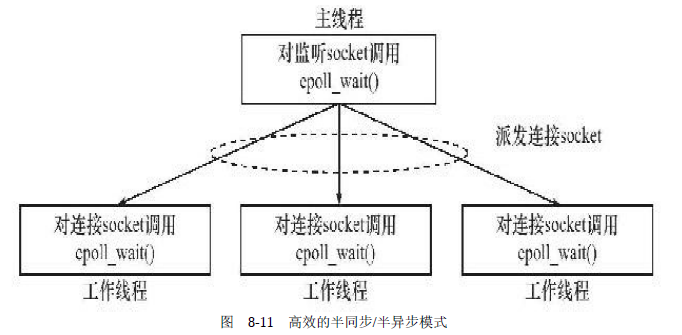 主线程
对监听socket调用
epoll_wait()
派发连接socket
对连接socket调用
epoll_wait()
工作线程
对连接socket调用
epoll_wait()
工作线程
对连接socket调用
epoll_wait()
工作线程
图 8-11 高效的半同步/半异步模式